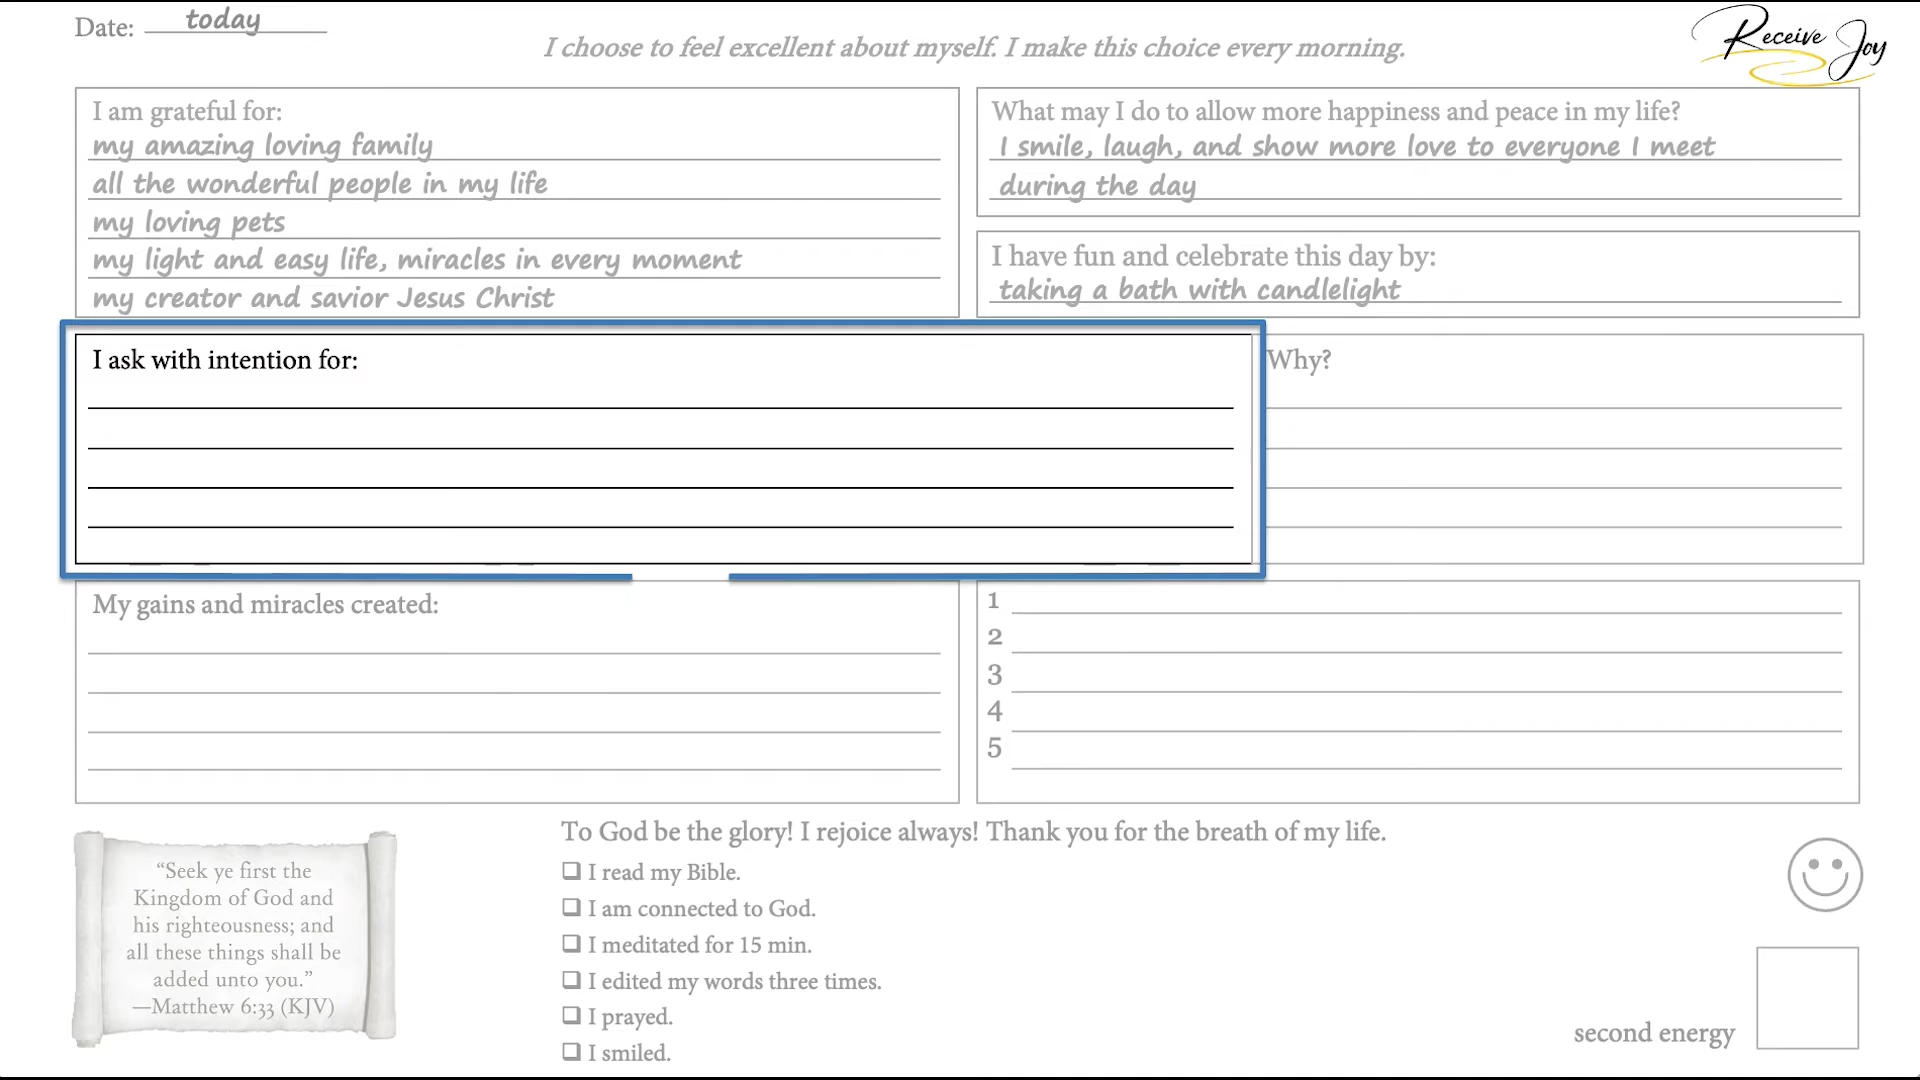 Date: today
I choose to feel excellent about myself. I make this choice every morning.
Receive Joy
I am grateful for:
my amazing loving family
all the wonderful people in my life
my loving pets
my light and easy life, miracles in every moment
my creator and savior Jesus Christ
What may I do to allow more happiness and peace in my life?
I smile, laugh, and show more love to everyone I meet
during the day
I have fun and celebrate this day by:
taking a bath with candlelight
I ask with intention for:
Why?
My gains and miracles created:
1
2
3
4
5
“Seek ye first the
Kingdom of God and
his righteousness; and
all these things shall be
added unto you.”
—Matthew 6:33 (KJV)
To God be the glory! I rejoice always! Thank you for the breath of my life.
❑ I read my Bible.
❑ I am connected to God.
❑ I meditated for 15 min.
❑ I edited my words three times.
❑ I prayed.
❑ I smiled.
second energy